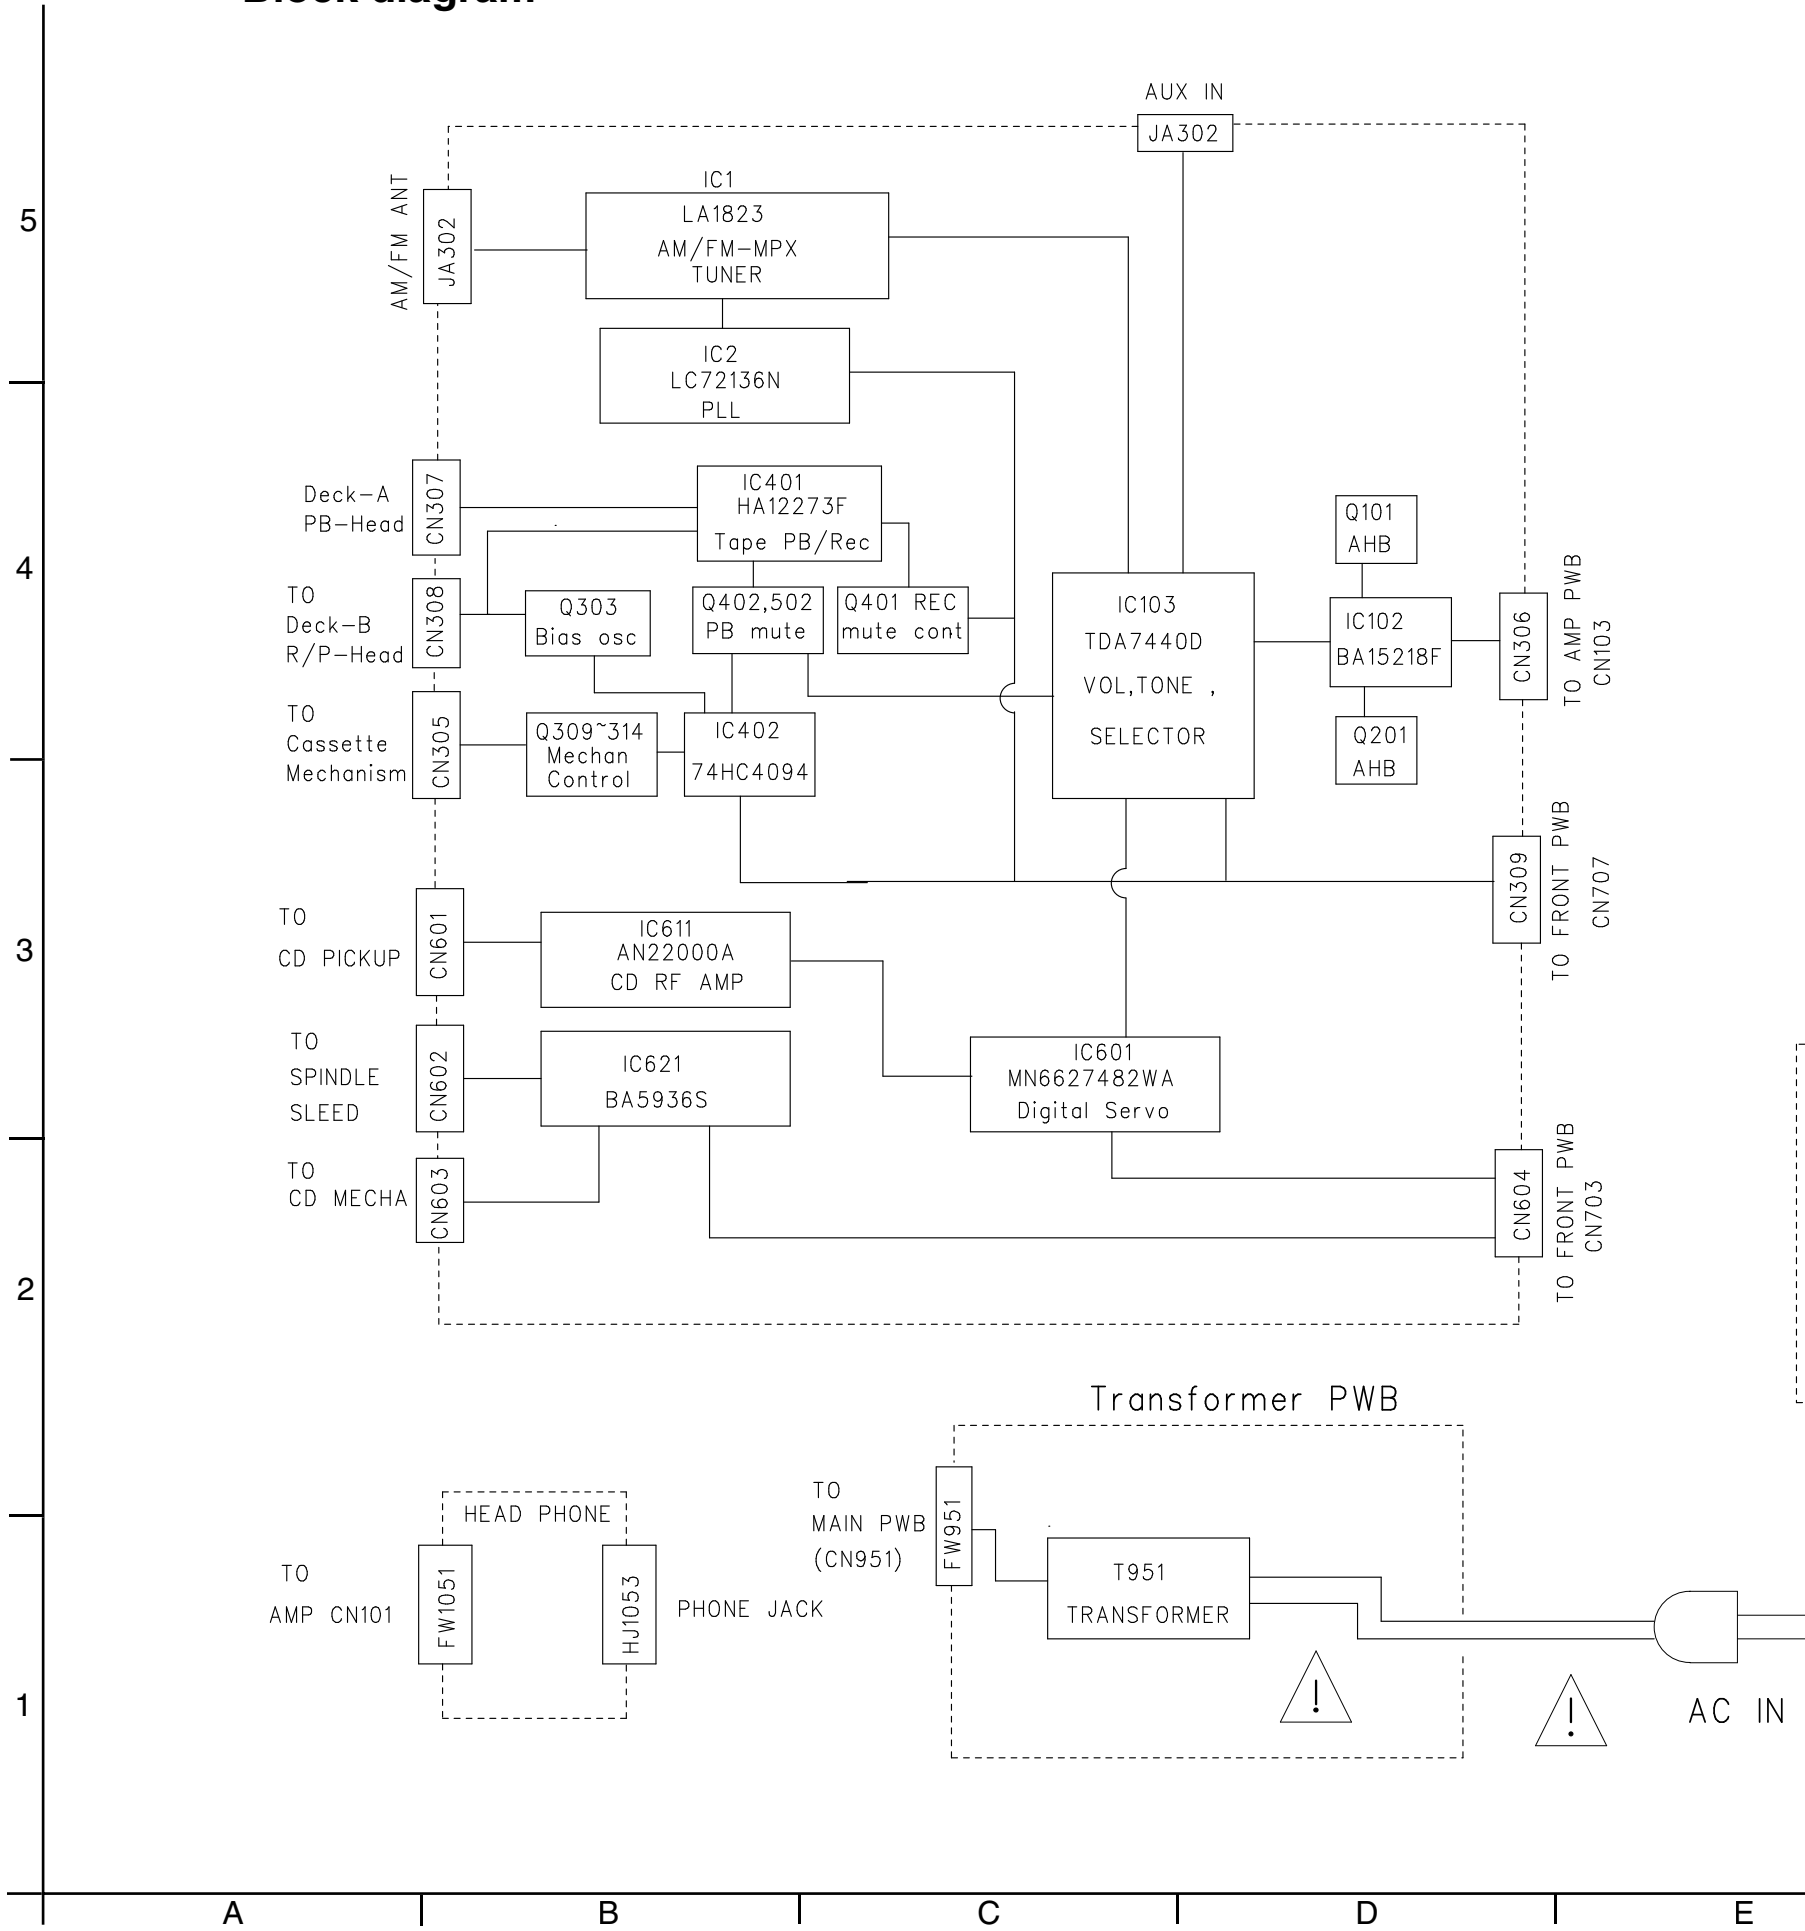 Block diagram
AUX IN
JA302
5
AM/FM ANT
JA302
IC1
LA1823
AM/FM-MPX
TUNER
IC2
LC72136N
PLL
Deck-A
PB-Head
CN307
IC401
HA12273F
Tape PB/Rec
Q101
AHB
4
TO
Deck-B
R/P-Head
CN308
Q303
Bias osc
Q402,502
PB mute
Q401 REC
mute cont
IC103
TDA7440D
VOL,TONE ,
SELECTOR
IC102
BA15218F
CN306
TO AMP PWB
CN103
TO
Cassette
Mechanism
CN305
Q309~314
Mechan
Control
IC402
74HC4094
Q201
AHB
CN309
TO FRONT PWB
CN707
3
TO
CD PICKUP
CN601
IC611
AN22000A
CD RF AMP
TO
SPINDLE
SLEED
CN602
IC621
BA5936S
IC601
MN6627482WA
Digital Servo
TO
CD MECHA
CN603
CN604
TO FRONT PWB
CN703
2
Transformer PWB
HEAD PHONE
TO
AMP CN101
FW1051
HJ1053
PHONE JACK
TO
MAIN PWB
(CN951)
FW951
T951
TRANSFORMER
!
!
AC IN
1
A B C D E